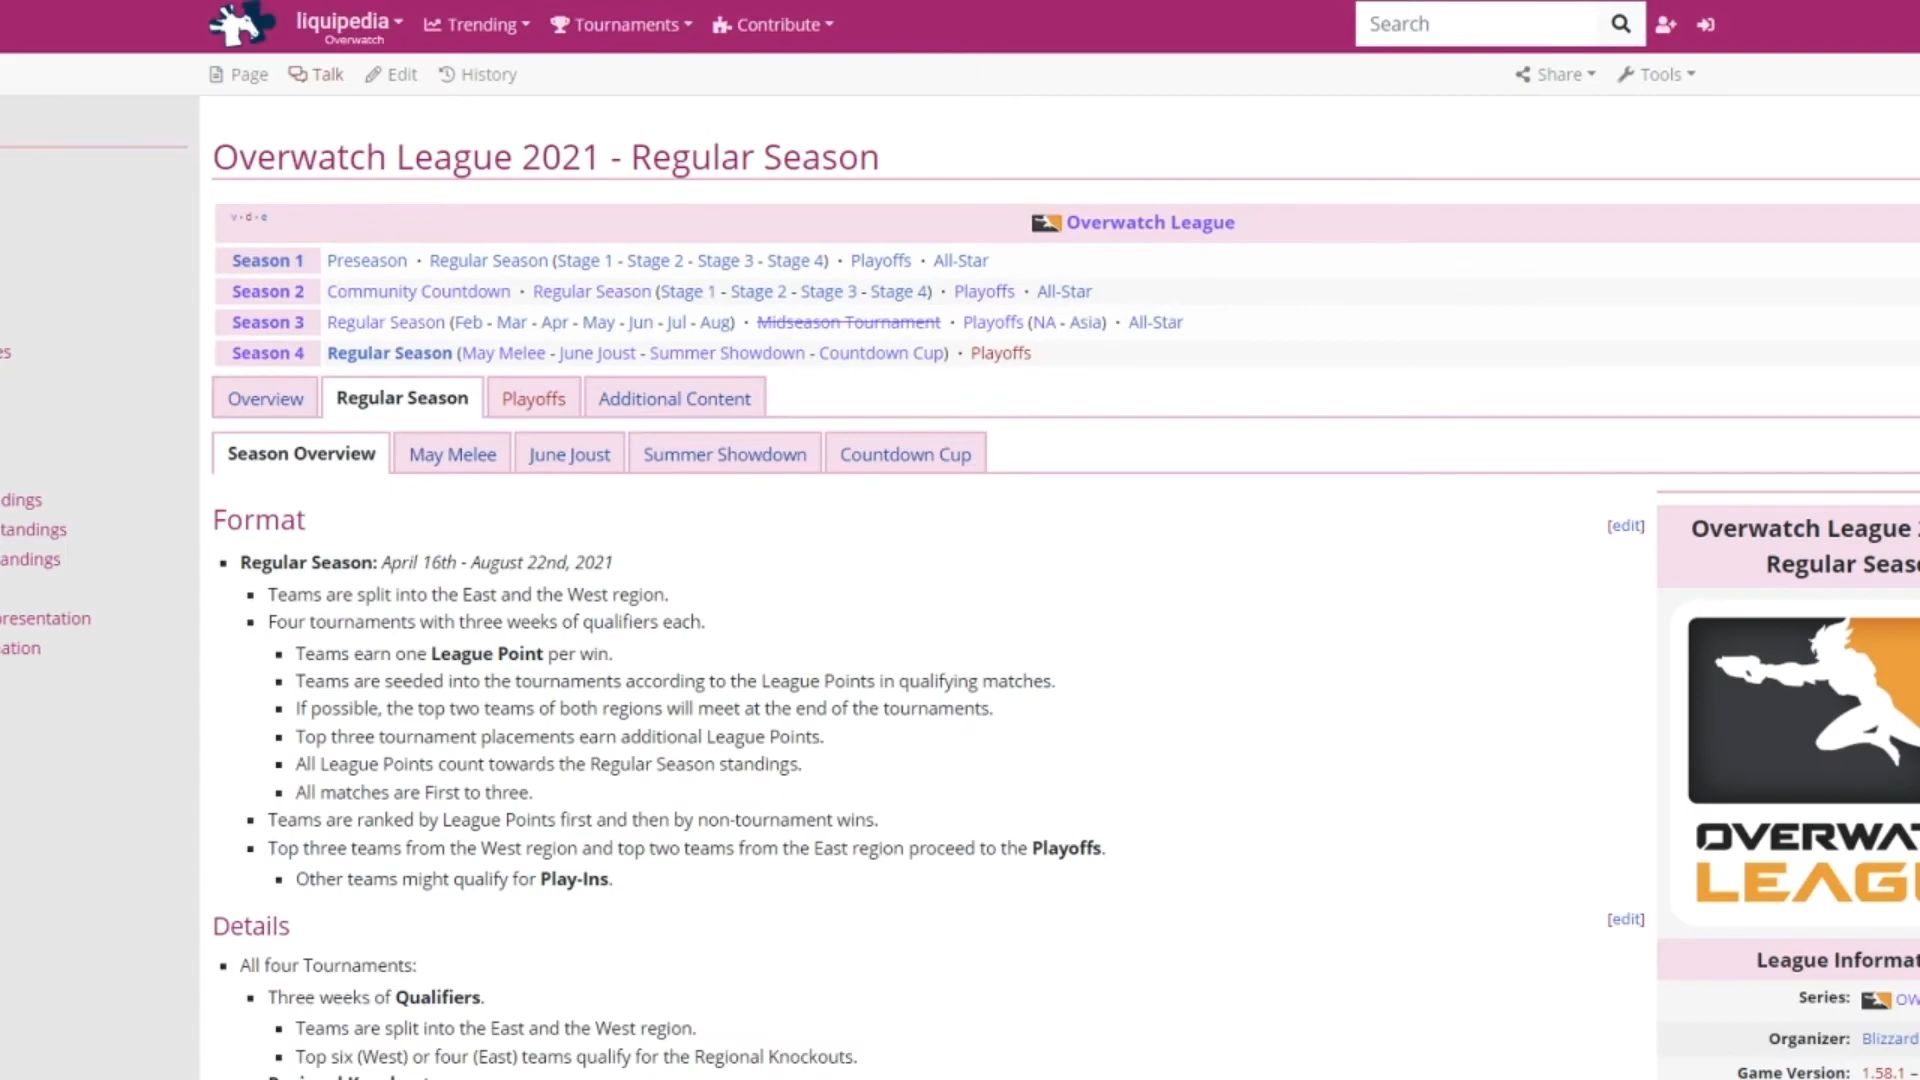 liquipedia
Overwatch
Trending
Tournaments
Contribute
Search
Page
Talk
Edit
History
Share
Tools
Overwatch League 2021 - Regular Season
v · d · e
Overwatch League
Season 1 Preseason · Regular Season (Stage 1 - Stage 2 - Stage 3 - Stage 4) · Playoffs · All-Star
Season 2 Community Countdown · Regular Season (Stage 1 - Stage 2 - Stage 3 - Stage 4) · Playoffs · All-Star
Season 3 Regular Season (Feb - Mar - Apr - May - Jun - Jul - Aug) · Midseason Tournament · Playoffs (NA - Asia) · All-Star
Season 4 Regular Season (May Melee - June Joust - Summer Showdown - Countdown Cup) · Playoffs
Overview
Regular Season
Playoffs
Additional Content
Season Overview
May Melee
June Joust
Summer Showdown
Countdown Cup
es
dings
tandings
andings
presentation
ation
Format
[edit]
Regular Season: April 16th - August 22nd, 2021
Teams are split into the East and the West region.
Four tournaments with three weeks of qualifiers each.
Teams earn one League Point per win.
Teams are seeded into the tournaments according to the League Points in qualifying matches.
If possible, the top two teams of both regions will meet at the end of the tournaments.
Top three tournament placements earn additional League Points.
All League Points count towards the Regular Season standings.
All matches are First to three.
Teams are ranked by League Points first and then by non-tournament wins.
Top three teams from the West region and top two teams from the East region proceed to the Playoffs.
Other teams might qualify for Play-Ins.
Details
[edit]
All four Tournaments:
Three weeks of Qualifiers.
Teams are split into the East and the West region.
Top six (West) or four (East) teams qualify for the Regional Knockouts.
Overwatch League
Regular Seas
OVERWAT
LEAG
League Informat
Series: OW
Organizer: Blizzard
Game Version: 1.58.1 –